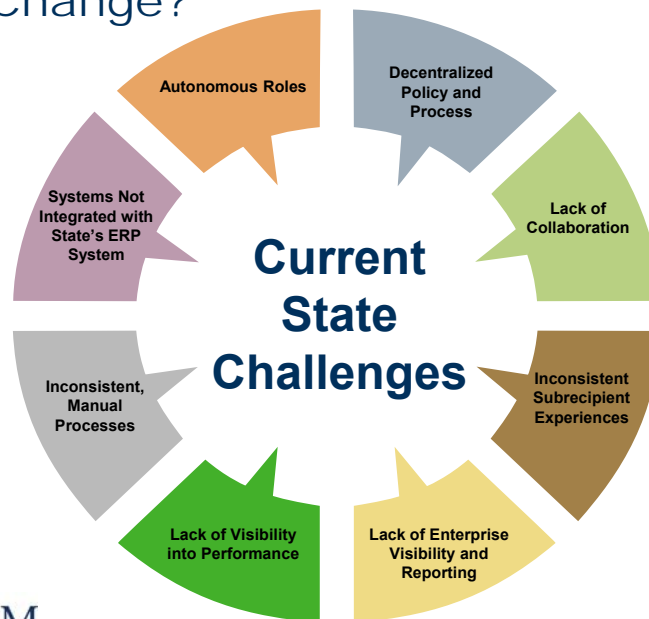 Change?
Autonomous Roles
Decentralized
Policy and
Process
Systems Not
Integrated with
State's ERP
System
Lack of
Collaboration
Current
State
Challenges
Inconsistent,
Manual
Processes
Inconsistent
Subrecipient
Experiences
Lack of Visibility
into Performance
Lack of Enterprise
Visibility and
Reporting
M